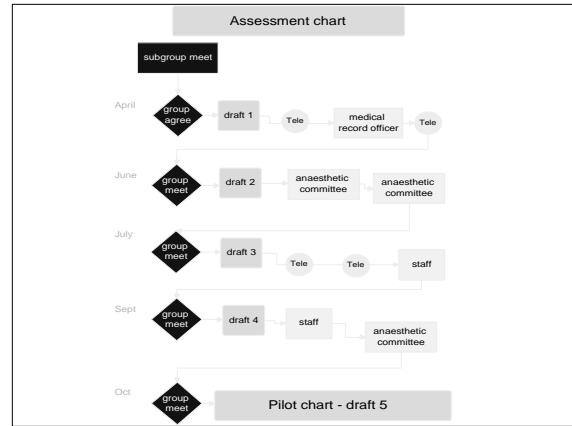 Assessment chart
subgroup meet
April
group
agree
draft 1
Tele
medical
record officer
Tele
June
group
meet
draft 2
anaesthetic
committee
anaesthetic
committee
July
group
meet
draft 3
Tele
Tele
staff
Sept
group
meet
draft 4
staff
anaesthetic
committee
Oct
group
meet
Pilot chart - draft 5